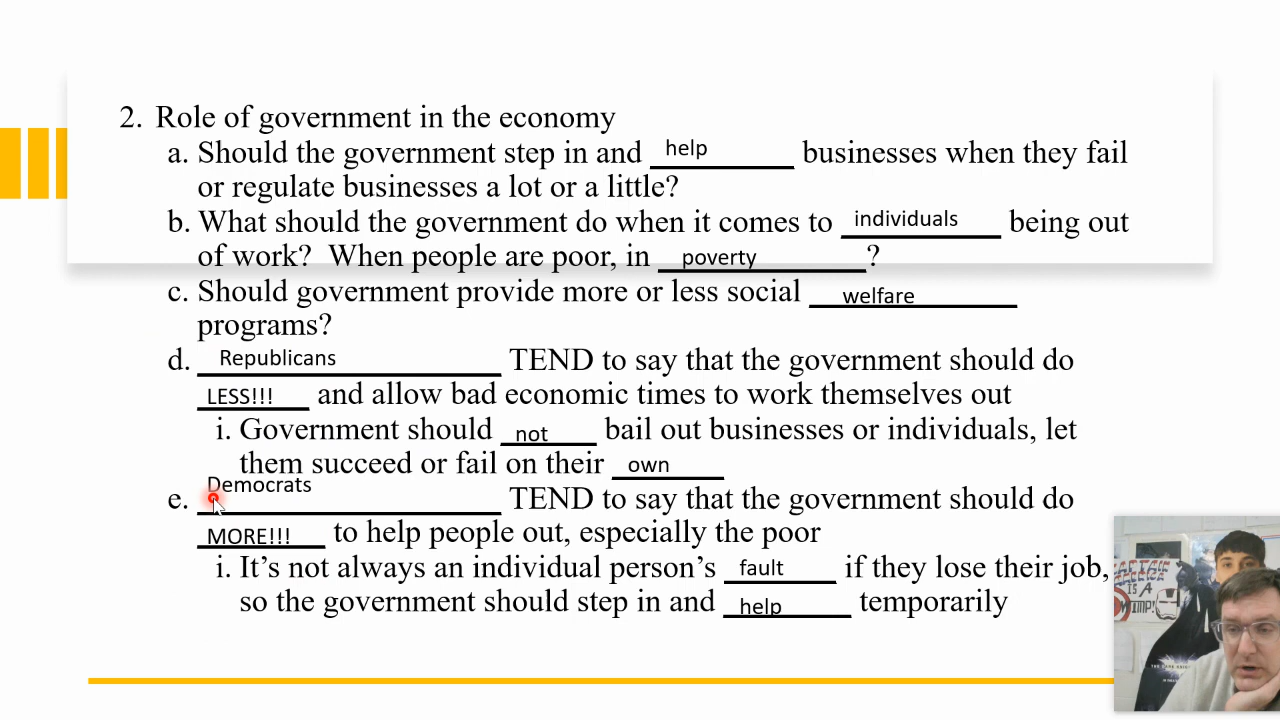 2. Role of government in the economy
a. Should the government step in and help businesses when they fail
or regulate businesses a lot or a little?
b. What should the government do when it comes to individuals being out
of work? When people are poor, in poverty?
c. Should government provide more or less social welfare
programs?
d. Republicans TEND to say that the government should do
LESS!!! and allow bad economic times to work themselves out
i. Government should not bail out businesses or individuals, let
them succeed or fail on their own
e. Democrats TEND to say that the government should do
MORE!!! to help people out, especially the poor
i. It's not always an individual person's fault if they lose their job,
so the government should step in and help temporarily
IS A
WIMP!